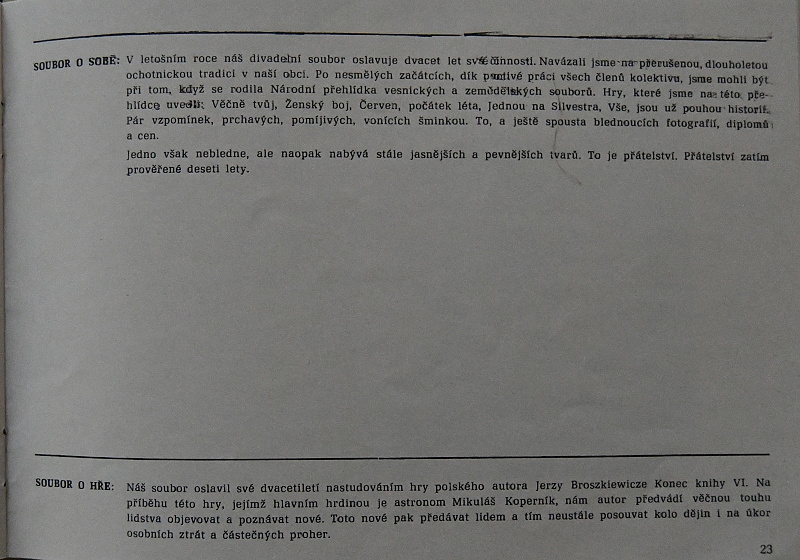 SOUBOR O SOBĚ: V letošním roce náš divadelní soubor oslavuje dvacet let své činnosti. Navázali jsme na přerušenou, dlouholetou
ochotnickou tradici v naší obci. Po nesmělých začátcích, dík poctivé práci všech členů kolektivu, jsme mohli být
při tom, když se rodila Národní přehlídka vesnických a zemědělských souborů. Hry, které jsme na této pře-
hlídce uvedli: Věčně tvůj, Ženský boj, Červen, počátek léta, Jednou na Silvestra, Vše, jsou už pouhou historií.
Pár vzpomínek, prchavých, pomíjivých, vonících šminkou. To, a ještě spousta blednoucích fotografií, diplomů
a cen.
Jedno však nebledne, ale naopak nabývá stále jasnějších a pevnějších tvarů. To je přátelství. Přátelství zatím
prověřené deseti lety.
SOUBOR O HŘE: Náš soubor oslavil své dvacetiletí nastudováním hry polského autora Jerzy Broszkiewicze Konec knihy VI. Na
příběhu této hry, jejímž hlavním hrdinou je astronom Mikuláš Koperník, nám autor předvádí věčnou touhu
lidstva objevovat a poznávat nové. Toto nové pak předávat lidem a tím neustále posouvat kolo dějin i na úkor
osobních ztrát a částečných proher.
23